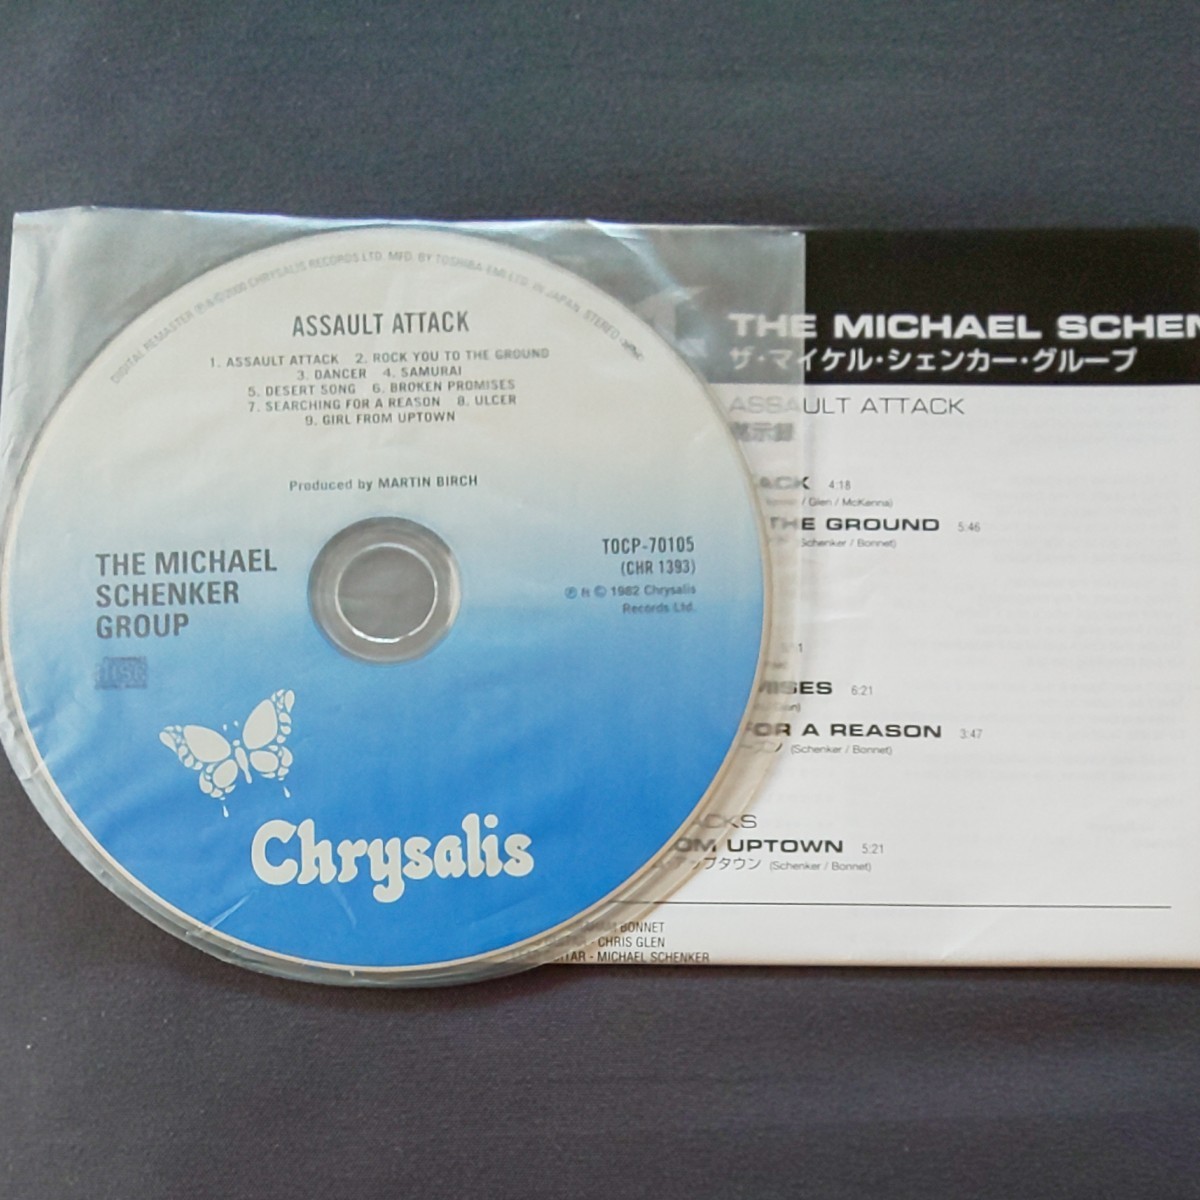 DIGITAL REMASTER ℗&©2000 CHRYSALIS RECORDS LTD. MFD. BY TOSHIBA-EMI LTD. IN JAPAN. STEREO
ASSAULT ATTACK
1. ASSAULT ATTACK 2. ROCK YOU TO THE GROUND
3. DANCER 4. SAMURAI
5. DESERT SONG 6. BROKEN PROMISES
7. SEARCHING FOR A REASON 8. ULCER
9. GIRL FROM UPTOWN
Produced by MARTIN BIRCH
THE MICHAEL
SCHENKER
GROUP
TOCP-70105
(CHR 1393)
℗ & © 1982 Chrysalis
Records Ltd.
Chrysalis
THE MICHAEL SCHEN
ザ・マイケル・シェンカー・グループ
ASSAULT ATTACK
黙示録
ACK 4:18
/ Glen / McKenna)
THE GROUND 5:46
Schenker / Bonnet)
MISES 6:21
FOR A REASON 3:47
(Schenker / Bonnet)
ACKS
OM UPTOWN 5:21
アップタウン (Schenker / Bonnet)
BONNET
- CHRIS GLEN
ITAR - MICHAEL SCHENKER